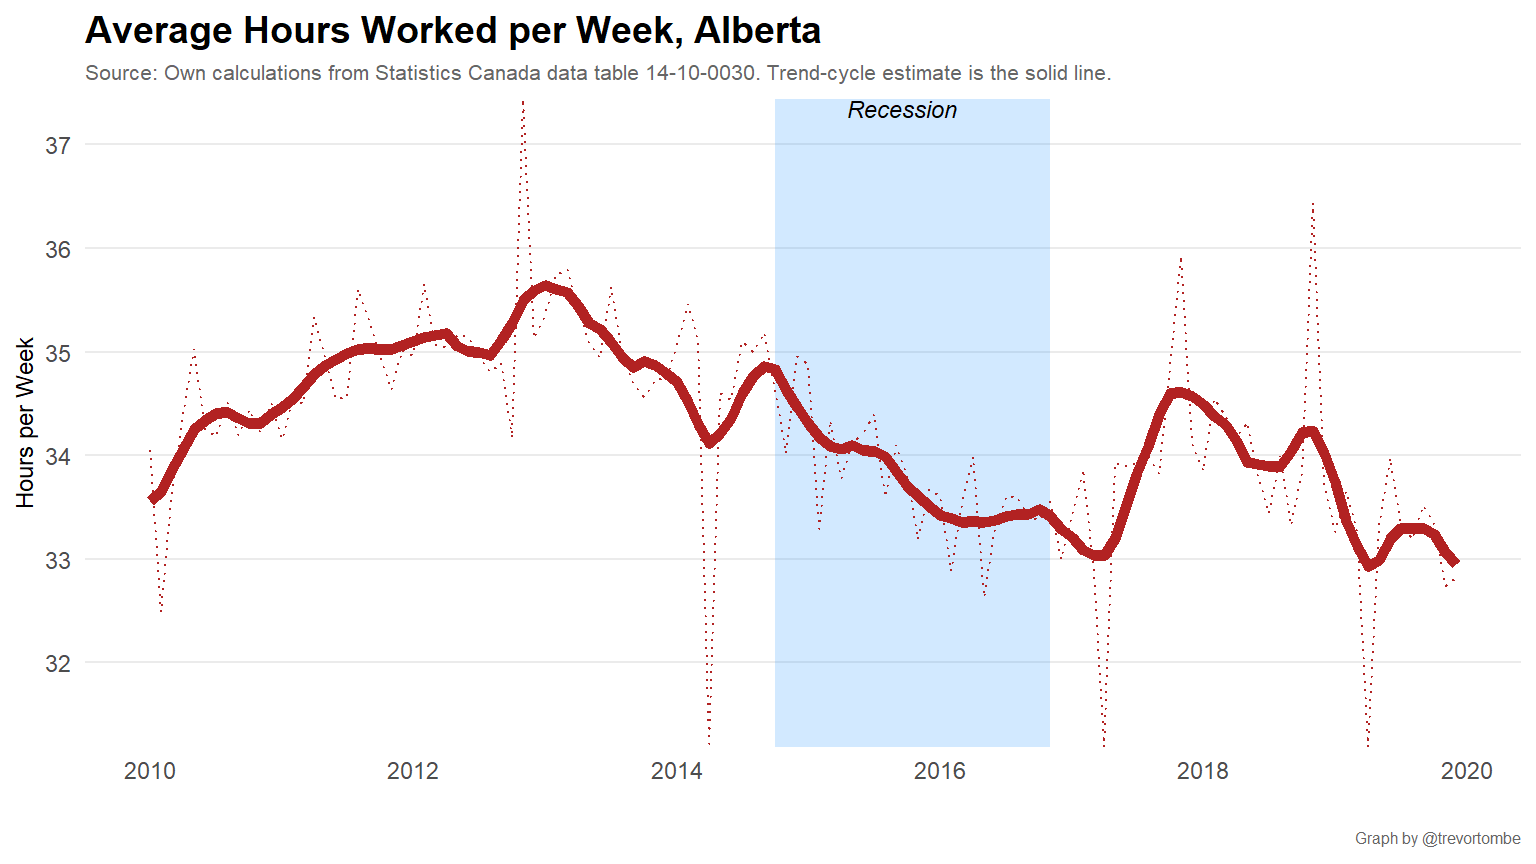 Average Hours Worked per Week, Alberta
Source: Own calculations from Statistics Canada data table 14-10-0030. Trend-cycle estimate is the solid line.
Recession
37
36
35
34
33
32
Hours per Week
2010 2012 2014 2016 2018 2020
Graph by @trevortombe